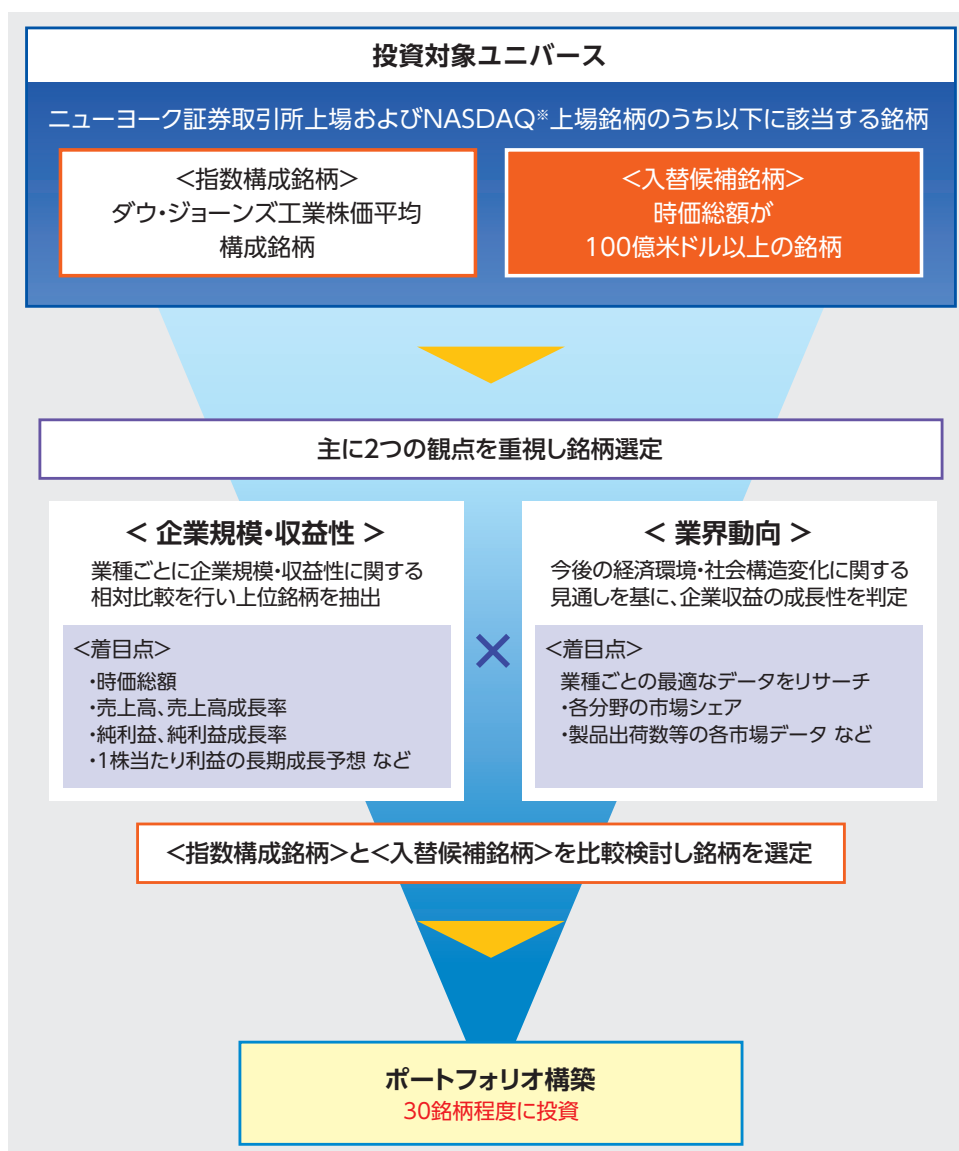 投資対象ユニバース
ニューヨーク証券取引所上場およびNASDAQ※上場銘柄のうち以下に該当する銘柄
<指数構成銘柄>
ダウ・ジョーンズ工業株価平均
構成銘柄
<入替候補銘柄>
時価総額が
100億米ドル以上の銘柄
主に2つの観点を重視し銘柄選定
< 企業規模・収益性 >
業種ごとに企業規模・収益性に関する
相対比較を行い上位銘柄を抽出
<着目点>
・時価総額
・売上高、売上高成長率
・純利益、純利益成長率
・1株当たり利益の長期成長予想 など
×
< 業界動向 >
今後の経済環境・社会構造変化に関する
見通しを基に、企業収益の成長性を判定
<着目点>
業種ごとの最適なデータをリサーチ
・各分野の市場シェア
・製品出荷数等の各市場データ など
<指数構成銘柄>と<入替候補銘柄>を比較検討し銘柄を選定
ポートフォリオ構築
30銘柄程度に投資